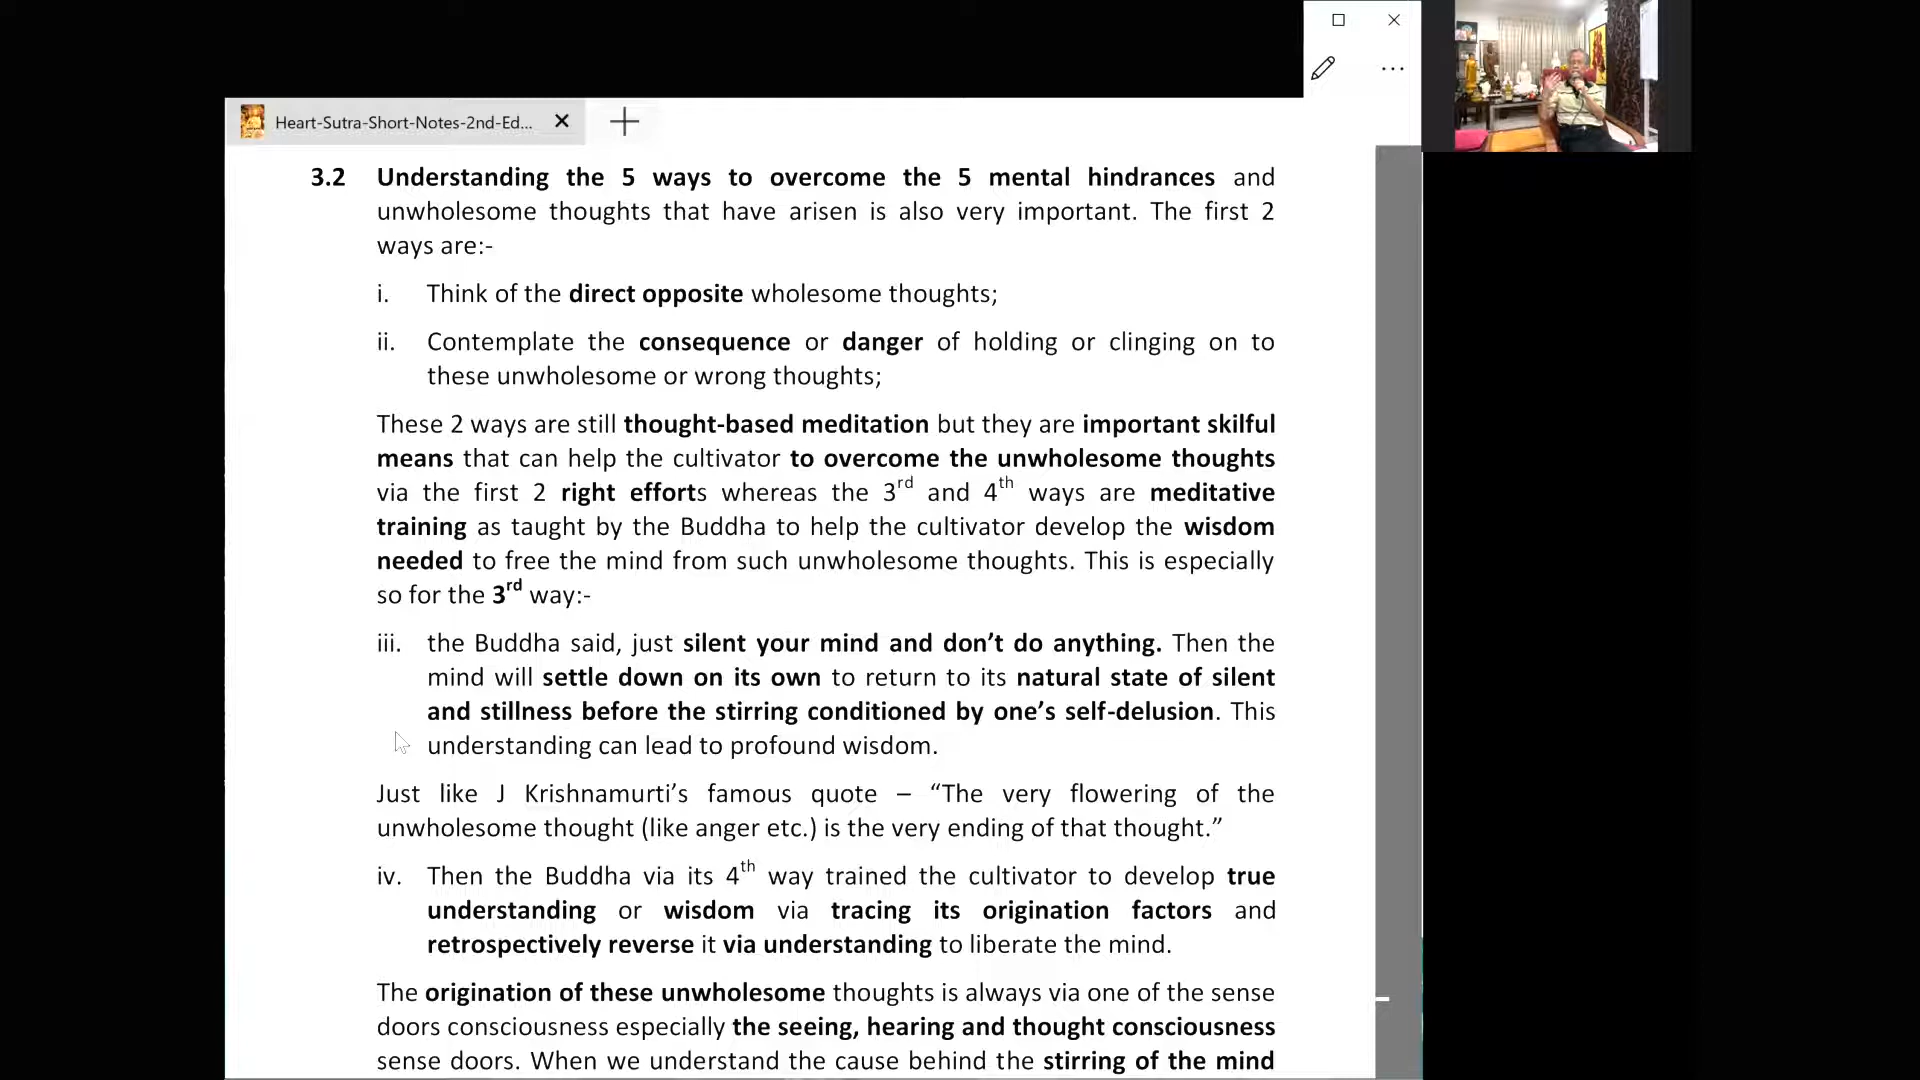 Heart-Sutra-Short-Notes-2nd-Ed...
3.2 Understanding the 5 ways to overcome the 5 mental hindrances and
unwholesome thoughts that have arisen is also very important. The first 2
ways are:-
i. Think of the direct opposite wholesome thoughts;
ii. Contemplate the consequence or danger of holding or clinging on to
these unwholesome or wrong thoughts;
These 2 ways are still thought-based meditation but they are important skilful
means that can help the cultivator to overcome the unwholesome thoughts
via the first 2 right efforts whereas the 3rd and 4th ways are meditative
training as taught by the Buddha to help the cultivator develop the wisdom
needed to free the mind from such unwholesome thoughts. This is especially
so for the 3rd way:-
iii. the Buddha said, just silent your mind and don’t do anything. Then the
mind will settle down on its own to return to its natural state of silent
and stillness before the stirring conditioned by one’s self-delusion. This
understanding can lead to profound wisdom.
Just like J Krishnamurti’s famous quote – “The very flowering of the
unwholesome thought (like anger etc.) is the very ending of that thought.”
iv. Then the Buddha via its 4th way trained the cultivator to develop true
understanding or wisdom via tracing its origination factors and
retrospectively reverse it via understanding to liberate the mind.
The origination of these unwholesome thoughts is always via one of the sense
doors consciousness especially the seeing, hearing and thought consciousness
sense doors. When we understand the cause behind the stirring of the mind